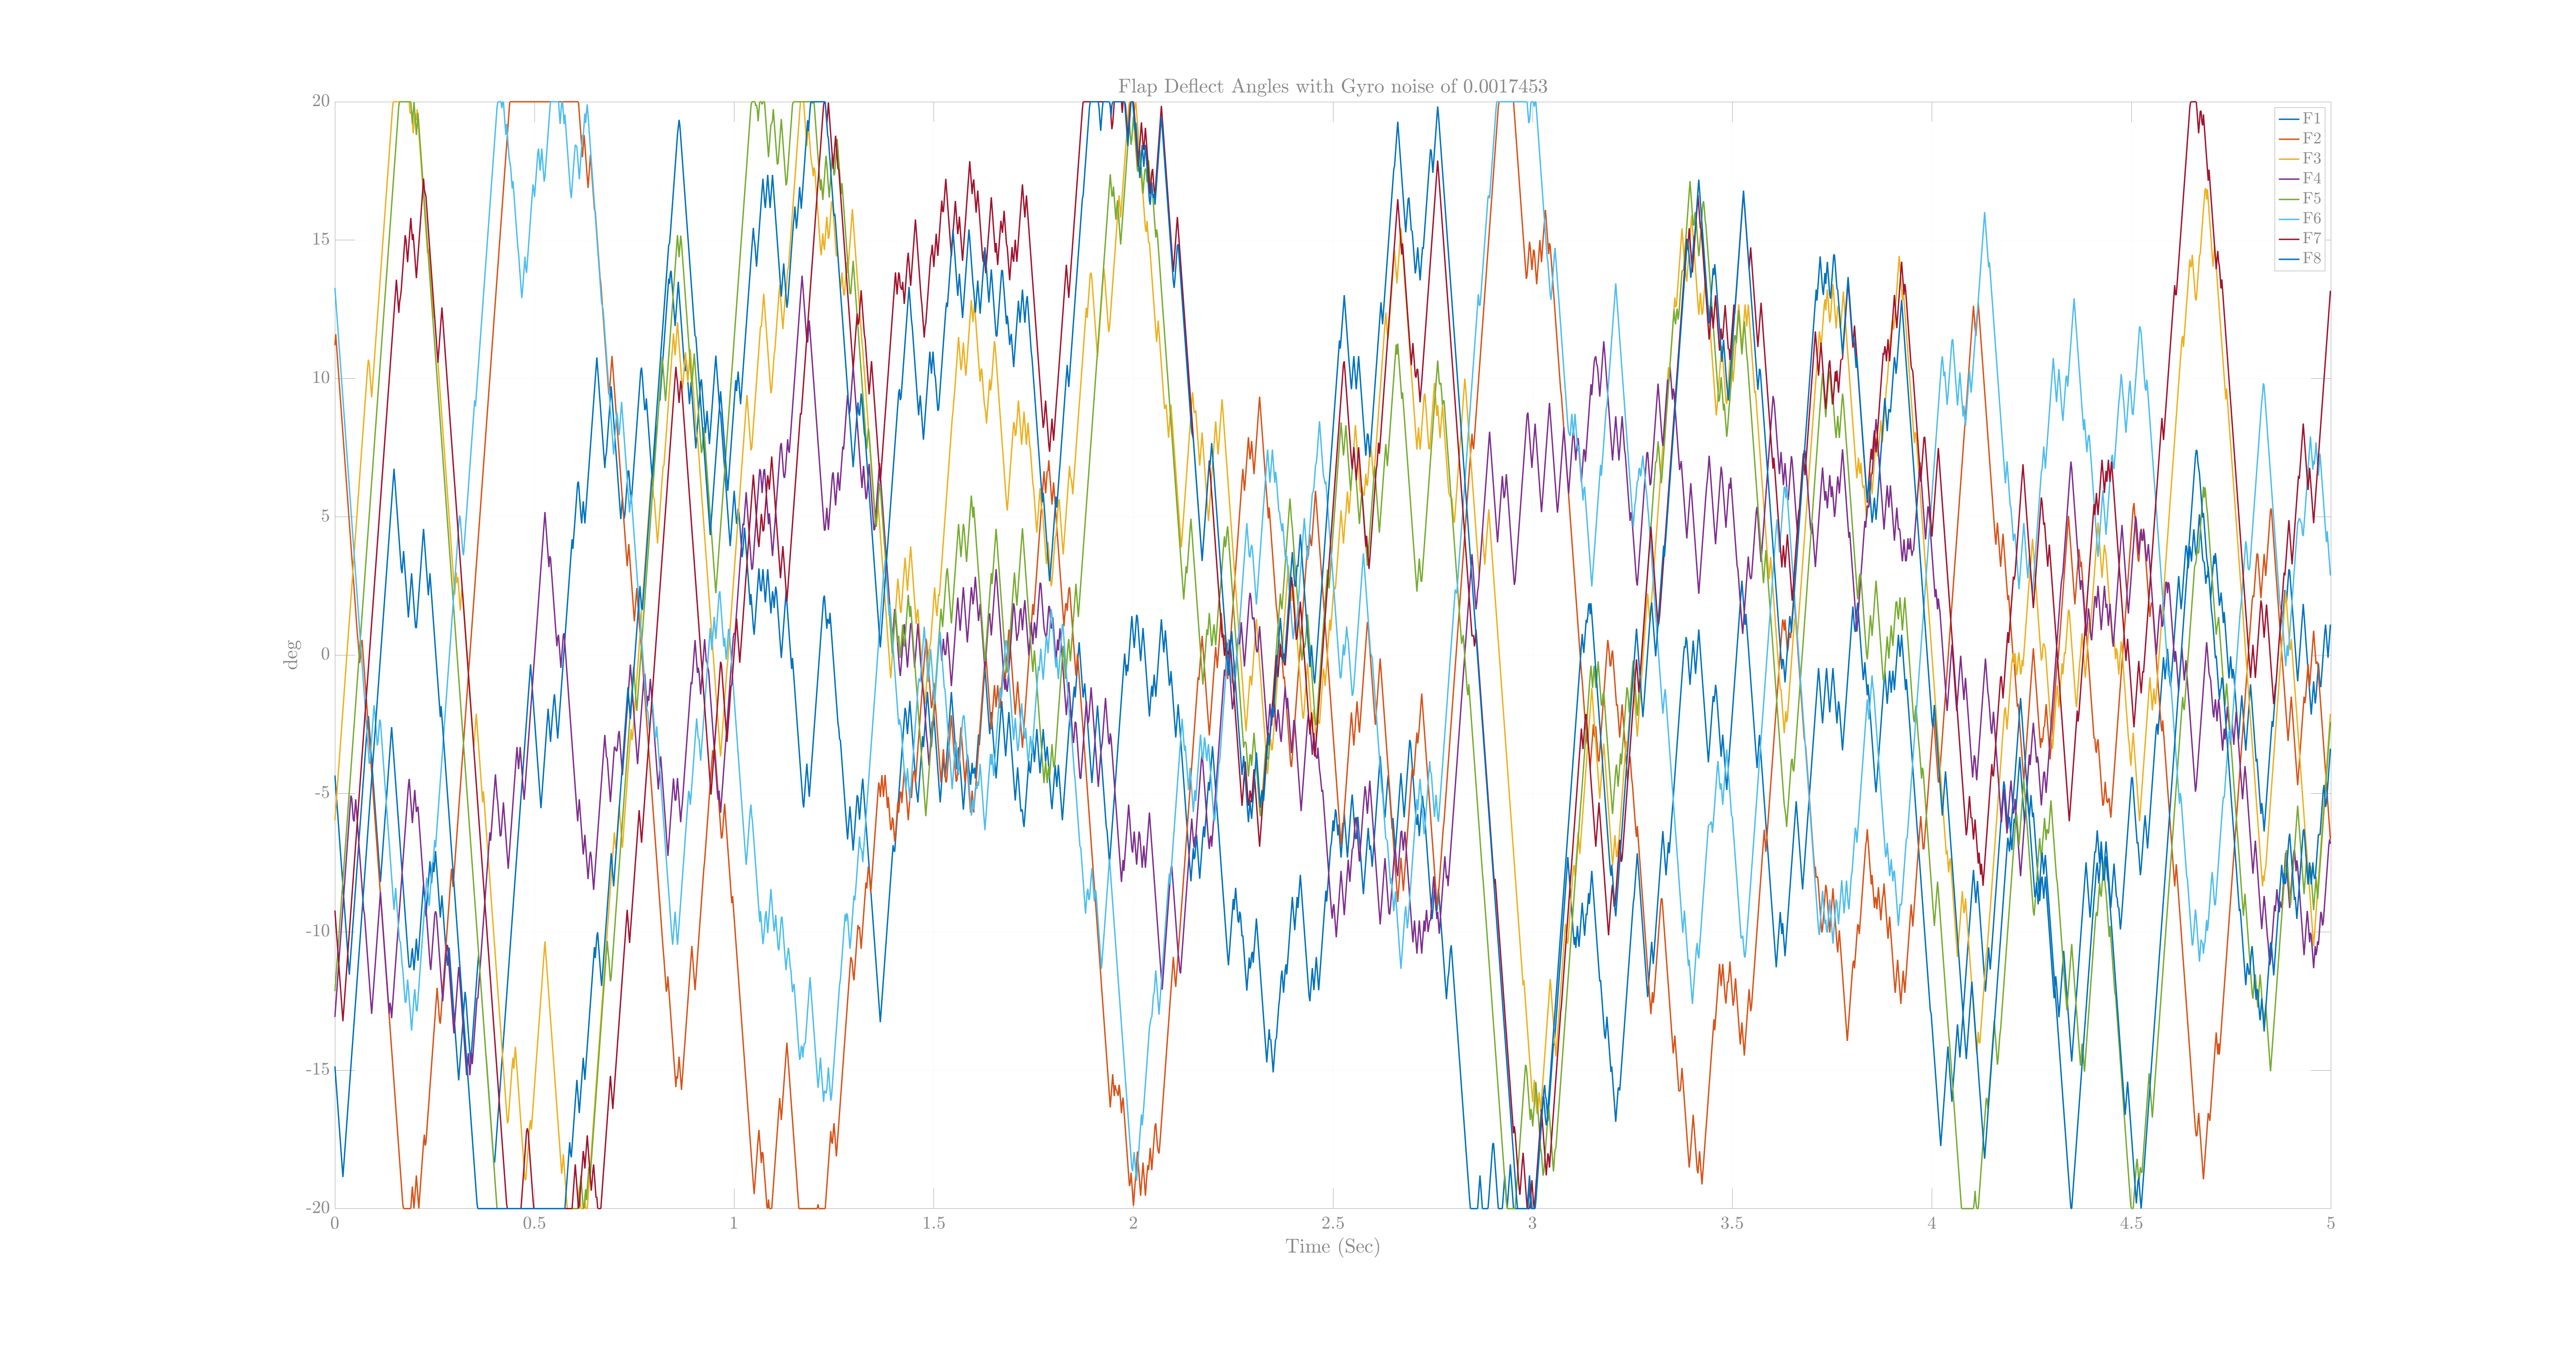 Flap Deflect Angles with Gyro noise of 0.0017453
20
15
10
5
0
-5
-10
-15
-20
deg
0 0.5 1 1.5 2 2.5 3 3.5 4 4.5 5
Time (Sec)
F1
F2
F3
F4
F5
F6
F7
F8